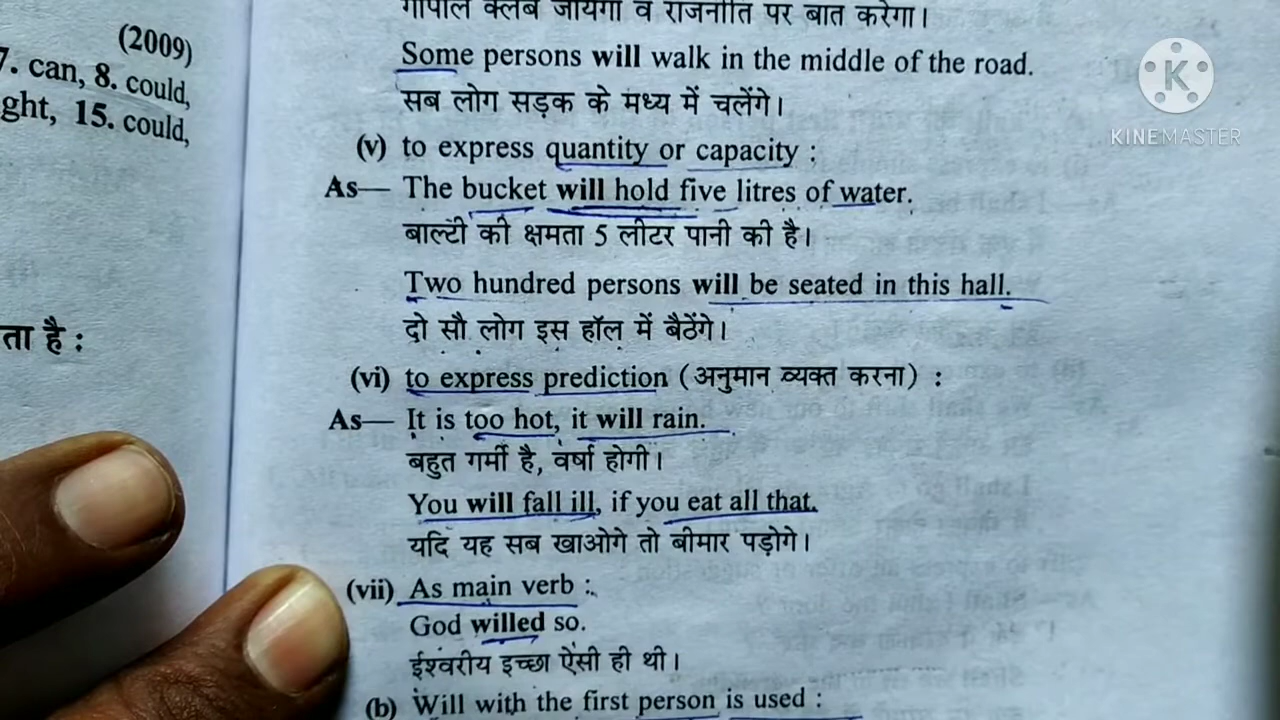 (2009)
7. can, 8. could,
ght, 15. could,
ता है :
गोपाल क्लब जायेगा व राजनीति पर बात करेगा।
Some persons will walk in the middle of the road.
सब लोग सड़क के मध्य में चलेंगे।
(v) to express quantity or capacity :
As— The bucket will hold five litres of water.
बाल्टी की क्षमता 5 लीटर पानी की है।
Two hundred persons will be seated in this hall.
दो सौ लोग इस हॉल में बैठेंगे।
(vi) to express prediction (अनुमान व्यक्त करना) :
As— It is too hot, it will rain.
बहुत गर्मी है, वर्षा होगी।
You will fall ill, if you eat all that.
यदि यह सब खाओगे तो बीमार पड़ोगे।
(vii) As main verb :
God willed so.
ईश्वरीय इच्छा ऐसी ही थी।
(b) Will with the first person is used :
KINEMASTER